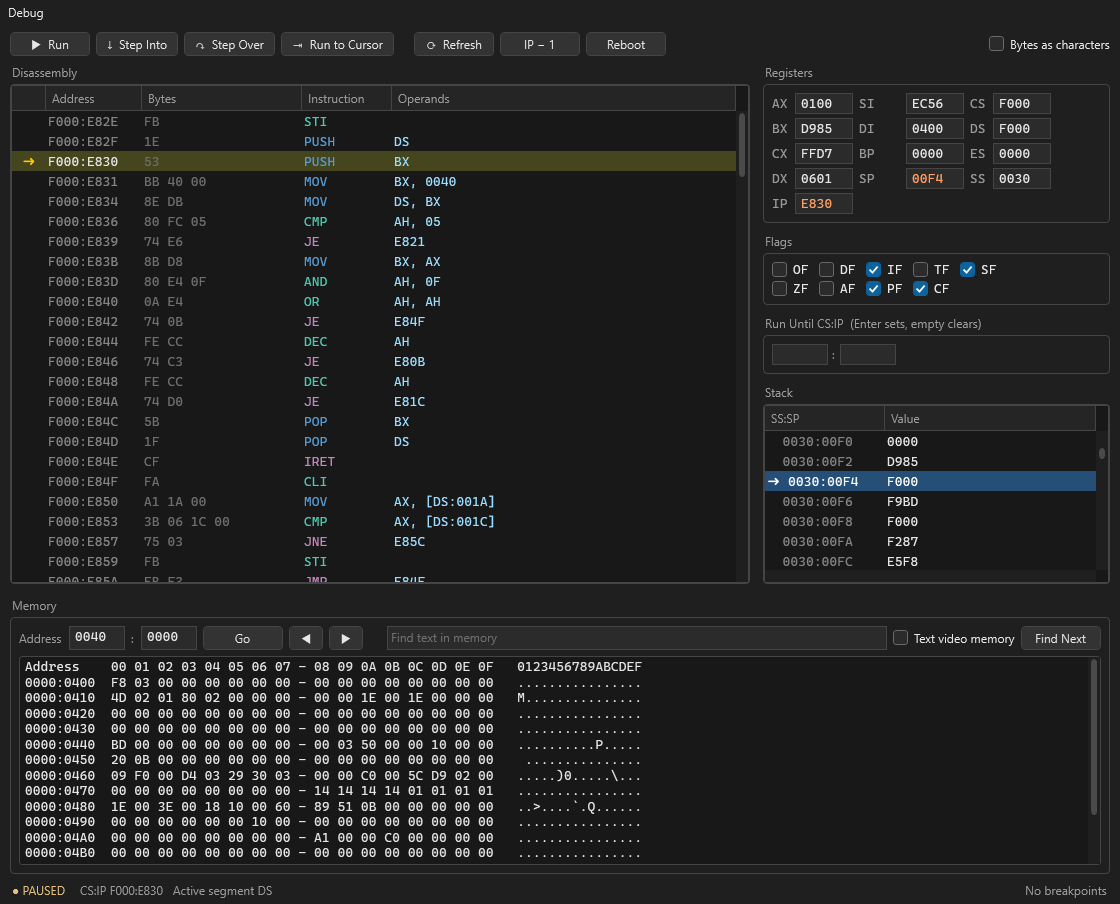 Debug
Run Step Into Step Over Run to Cursor Refresh IP − 1 Reboot Bytes as characters
Disassembly
Address Bytes Instruction Operands
F000:E82E FB STI
F000:E82F 1E PUSH DS
➔ F000:E830 53 PUSH BX
F000:E831 BB 40 00 MOV BX, 0040
F000:E834 8E DB MOV DS, BX
F000:E836 80 FC 05 CMP AH, 05
F000:E839 74 E6 JE E821
F000:E83B 8B D8 MOV BX, AX
F000:E83D 80 E4 0F AND AH, 0F
F000:E840 0A E4 OR AH, AH
F000:E842 74 0B JE E84F
F000:E844 FE CC DEC AH
F000:E846 74 C3 JE E80B
F000:E848 FE CC DEC AH
F000:E84A 74 D0 JE E81C
F000:E84C 5B POP BX
F000:E84D 1F POP DS
F000:E84E CF IRET
F000:E84F FA CLI
F000:E850 A1 1A 00 MOV AX, [DS:001A]
F000:E853 3B 06 1C 00 CMP AX, [DS:001C]
F000:E857 75 03 JNE E85C
F000:E859 FB STI
F000:E85A EB F3 JMP E84F
Registers
AX 0100 SI EC56 CS F000
BX D985 DI 0400 DS F000
CX FFD7 BP 0000 ES 0000
DX 0601 SP 00F4 SS 0030
IP E830
Flags
OF DF IF TF SF
ZF AF PF CF
Run Until CS:IP (Enter sets, empty clears)
:
Stack
SS:SP Value
0030:00F0 0000
0030:00F2 D985
➔ 0030:00F4 F000
0030:00F6 F9BD
0030:00F8 F000
0030:00FA F287
0030:00FC E5F8
Memory
Address 0040 : 0000 Go ◀ ▶ Find text in memory Text video memory Find Next
Address 00 01 02 03 04 05 06 07 – 08 09 0A 0B 0C 0D 0E 0F 0123456789ABCDEF
0000:0400 F8 03 00 00 00 00 00 00 – 00 00 00 00 00 00 00 00 ................
0000:0410 4D 02 01 80 02 00 00 00 – 00 00 1E 00 1E 00 00 00 M...............
0000:0420 00 00 00 00 00 00 00 00 – 00 00 00 00 00 00 00 00 ................
0000:0430 00 00 00 00 00 00 00 00 – 00 00 00 00 00 00 00 00 ................
0000:0440 BD 00 00 00 00 00 00 00 – 00 03 50 00 00 10 00 00 ..........P.....
0000:0450 20 0B 00 00 00 00 00 00 – 00 00 00 00 00 00 00 00 ...............
0000:0460 09 F0 00 D4 03 29 30 03 – 00 00 C0 00 5C D9 02 00 .....)0.....\...
0000:0470 00 00 00 00 00 00 00 00 – 14 14 14 14 01 01 01 01 ................
0000:0480 1E 00 3E 00 18 10 00 60 – 89 51 0B 00 00 00 00 00 ..>....`.Q......
0000:0490 00 00 00 00 00 00 10 00 – 00 00 00 00 00 00 00 00 ................
0000:04A0 00 00 00 00 00 00 00 00 – A1 00 00 C0 00 00 00 00 ................
0000:04B0 00 00 00 00 00 00 00 00 – 00 00 00 00 00 00 00 00 ................
● PAUSED CS:IP F000:E830 Active segment DS No breakpoints